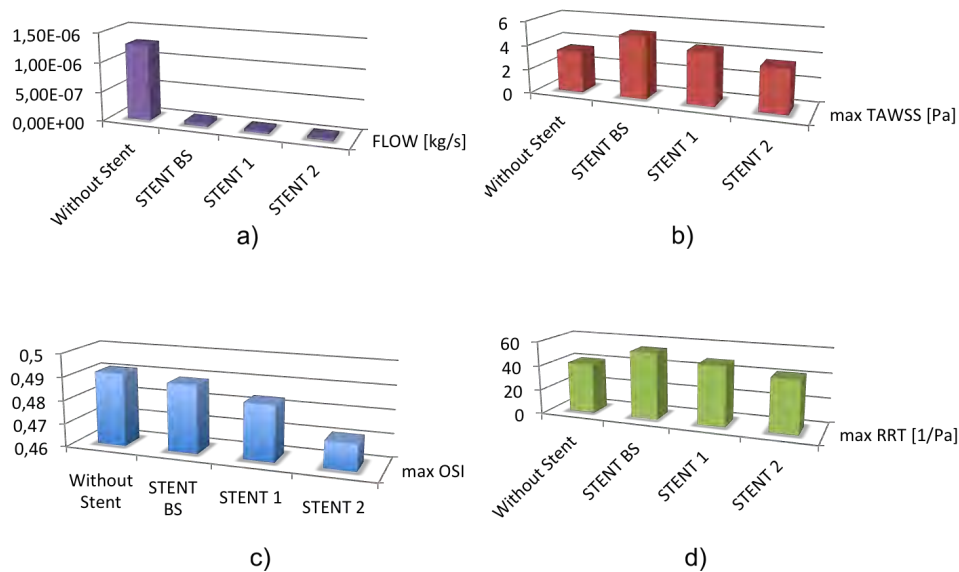 1,50E-06
1,00E-06
5,00E-07
0,00E+00
FLOW [kg/s]
Without Stent
STENT BS
STENT 1
STENT 2
a)
6
4
2
0
max TAWSS [Pa]
Without Stent
STENT BS
STENT 1
STENT 2
b)
0,5
0,49
0,48
0,47
0,46
max OSI
Without
Stent
STENT
BS
STENT 1
STENT 2
c)
60
40
20
0
max RRT [1/Pa]
Without Stent
STENT BS
STENT 1
STENT 2
d)